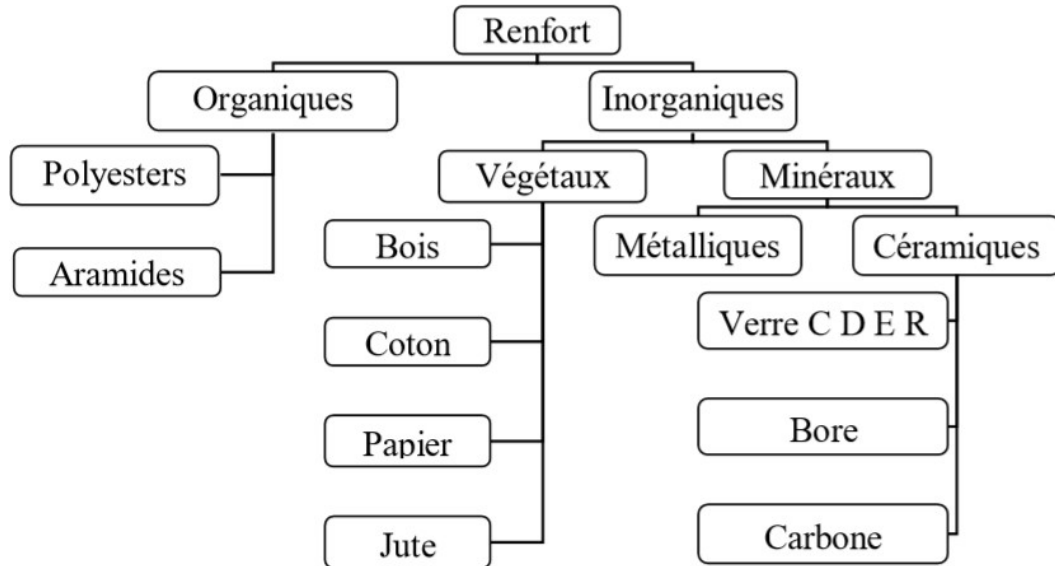 Renfort
Organiques
Inorganiques
Polyesters
Aramides
Végétaux
Minéraux
Bois
Coton
Papier
Jute
Métalliques
Céramiques
Verre C D E R
Bore
Carbone